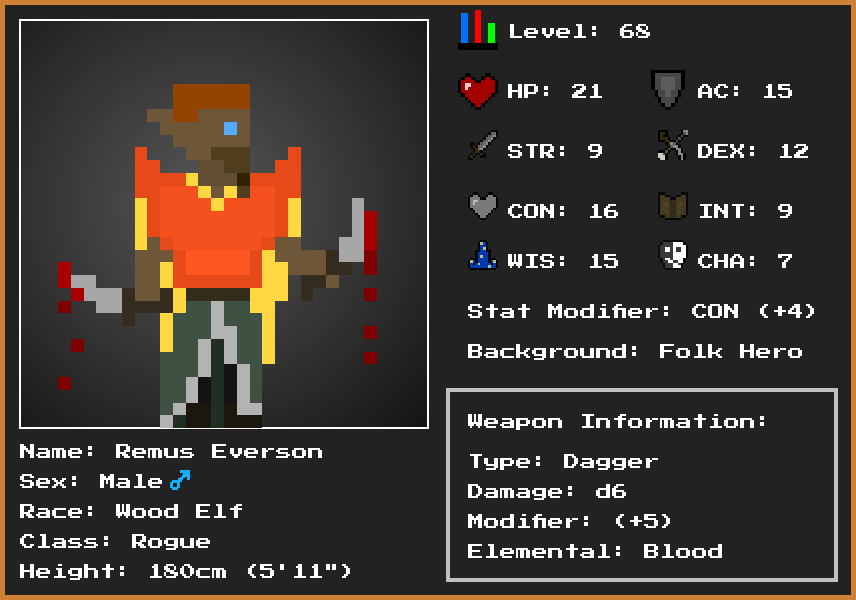 Level: 68
HP: 21 AC: 15
STR: 9 DEX: 12
CON: 16 INT: 9
WIS: 15 CHA: 7
Stat Modifier: CON (+4)
Background: Folk Hero
Weapon Information:
Type: Dagger
Damage: d6
Modifier: (+5)
Elemental: Blood
Name: Remus Everson
Sex: Male♂
Race: Wood Elf
Class: Rogue
Height: 180cm (5'11")